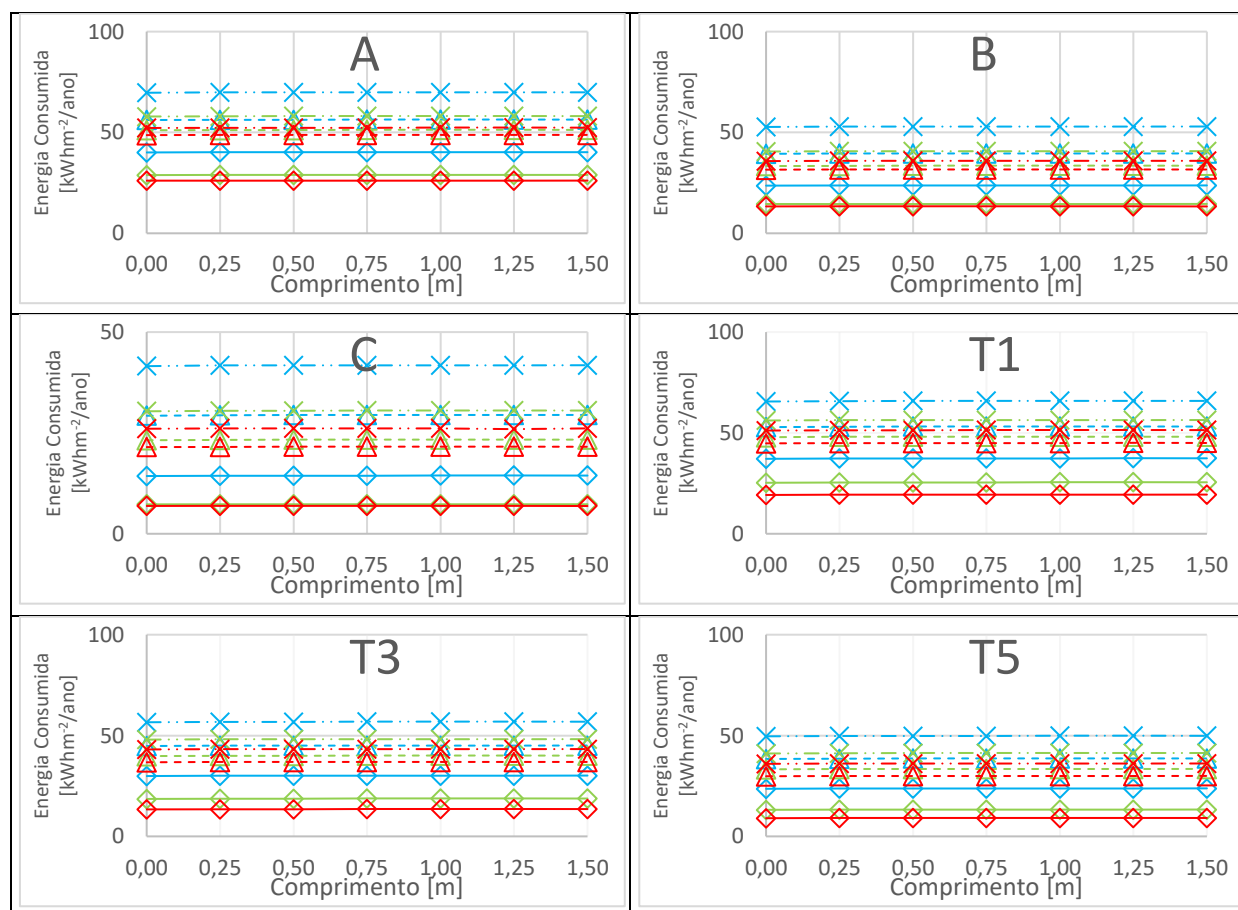 A
Energia Consumida
[kWhm⁻²/ano]
100
50
0
0,00 0,25 0,50 0,75 1,00 1,25 1,50
Comprimento [m]
B
Energia Consumida
[kWhm⁻²/ano]
100
50
0
0,00 0,25 0,50 0,75 1,00 1,25 1,50
Comprimento [m]
C
Energia Consumida
[kWhm⁻²/ano]
50
0
0,00 0,25 0,50 0,75 1,00 1,25 1,50
Comprimento [m]
T1
Energia Consumida
[kWhm⁻²/ano]
100
50
0
0,00 0,25 0,50 0,75 1,00 1,25 1,50
Comprimento [m]
T3
Energia Consumida
[kWhm⁻²/ano]
100
50
0
0,00 0,25 0,50 0,75 1,00 1,25 1,50
Comprimento [m]
T5
Energia Consumida
[kWhm⁻²/ano]
100
50
0
0,00 0,25 0,50 0,75 1,00 1,25 1,50
Comprimento [m]